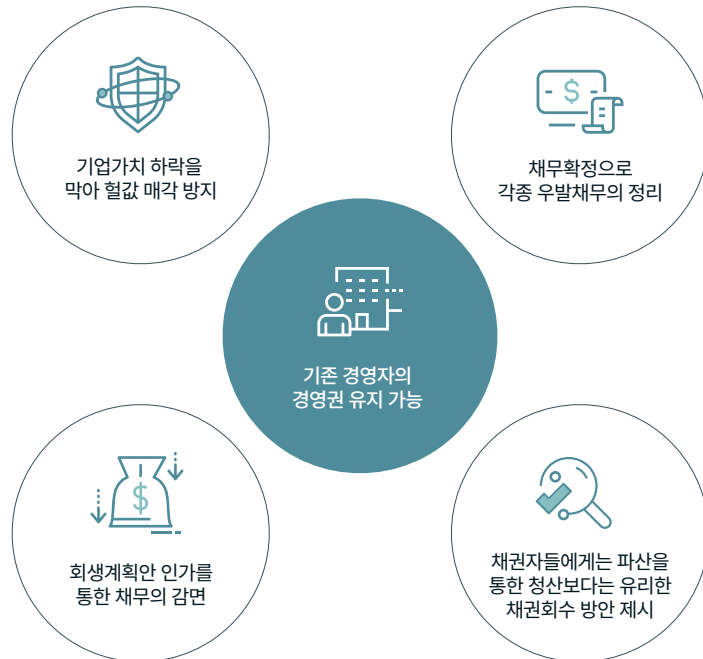 기업가치 하락을
막아 헐값 매각 방지
채무확정으로
각종 우발채무의 정리
기존 경영자의
경영권 유지 가능
회생계획안 인가를
통한 채무의 감면
채권자들에게는 파산을
통한 청산보다는 유리한
채권회수 방안 제시